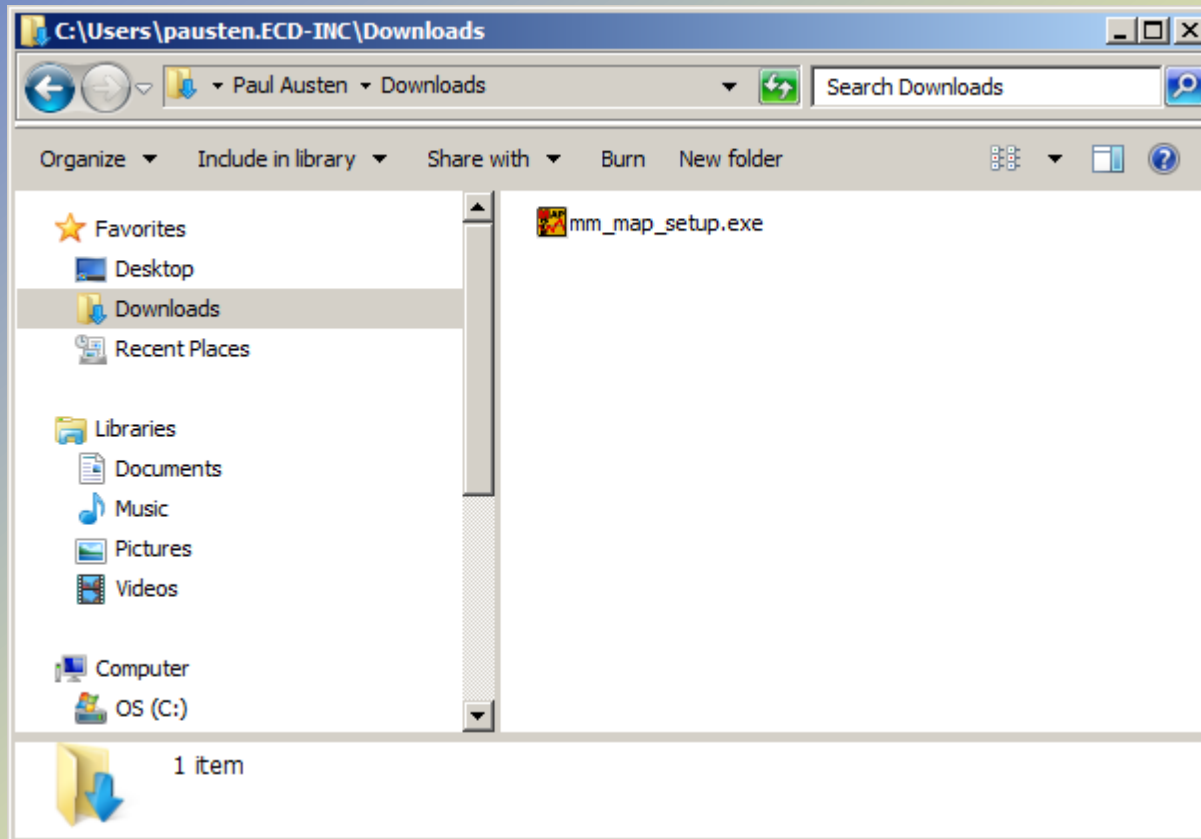 C:\Users\pausten.ECD-INC\Downloads
Paul Austen Downloads
Search Downloads
Organize Include in library Share with Burn New folder
Favorites
Desktop
Downloads
Recent Places
Libraries
Documents
Music
Pictures
Videos
Computer
OS (C:)
mm_map_setup.exe
1 item